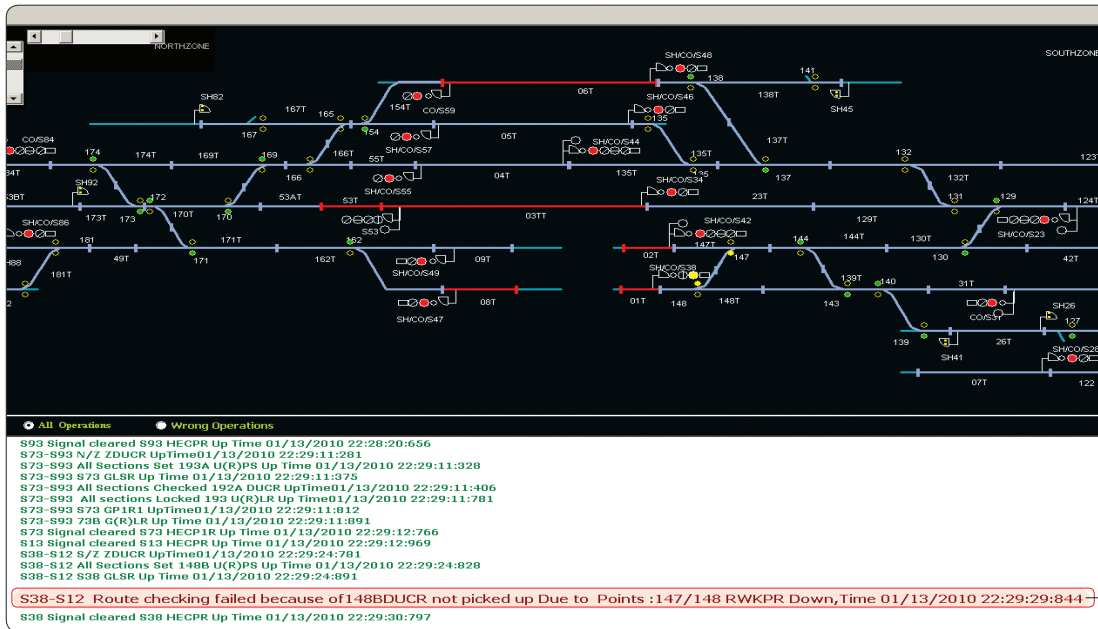 NORTHZONE
SOUTHZONE
SH/CO/S48
138
141
06T
138T
SH45
SH82
167T
165
154T
CO/S59
SH/CO/S46
167
154
135
137T
CO/S84
SH/CO/S57
05T
SH/CO/S44
174
174T
169T
169
166T
55T
135T
132
123T
34T
166
04T
135T
135
137
132T
SH92
SH/CO/S55
SH/CO/S34
131
129
53BT
172
53AT
53T
23T
124T
173T
173
170T
170
03TT
SH/CO/S86
S53
SH/CO/S42
129T
SH/CO/S23
181
171T
162
147T
144
144T
130T
H88
49T
171
162T
SH/CO/S49
09T
02T
147
130
42T
181T
SH/CO/S38
139T
140
2
08T
01T
148
148T
143
31T
SH26
SH/CO/S47
CO/S31
127
139
26T
SH41
SH/CO/S28
07T
122
All Operations
Wrong Operations
S93 Signal cleared S93 HECPR Up Time 01/13/2010 22:28:20:656
S73-S93 N/Z ZDUCR UpTime01/13/2010 22:29:11:281
S73-S93 All Sections Set 193A U(R)PS Up Time 01/13/2010 22:29:11:328
S73-S93 S73 GLSR Up Time 01/13/2010 22:29:11:375
S73-S93 All Sections Checked 192A DUCR UpTime01/13/2010 22:29:11:406
S73-S93 All sections Locked 193 U(R)LR UpTime01/13/2010 22:29:11:781
S73-S93 S73 GP1R1 UpTime01/13/2010 22:29:11:812
S73-S93 73B G(R)LR Up Time 01/13/2010 22:29:11:891
S73 Signal cleared S73 HECP1R Up Time 01/13/2010 22:29:12:766
S13 Signal cleared S13 HECPR Up Time 01/13/2010 22:29:12:969
S38-S12 S/Z ZDUCR UpTime01/13/2010 22:29:24:781
S38-S12 All Sections Set 148B U(R)PS Up Time 01/13/2010 22:29:24:828
S38-S12 S38 GLSR Up Time 01/13/2010 22:29:24:891
S38-S12 Route checking failed because of148BDUCR not picked up Due to Points :147/148 RWKPR Down,Time 01/13/2010 22:29:29:844
S38 Signal cleared S38 HECPR Up Time 01/13/2010 22:29:30:797